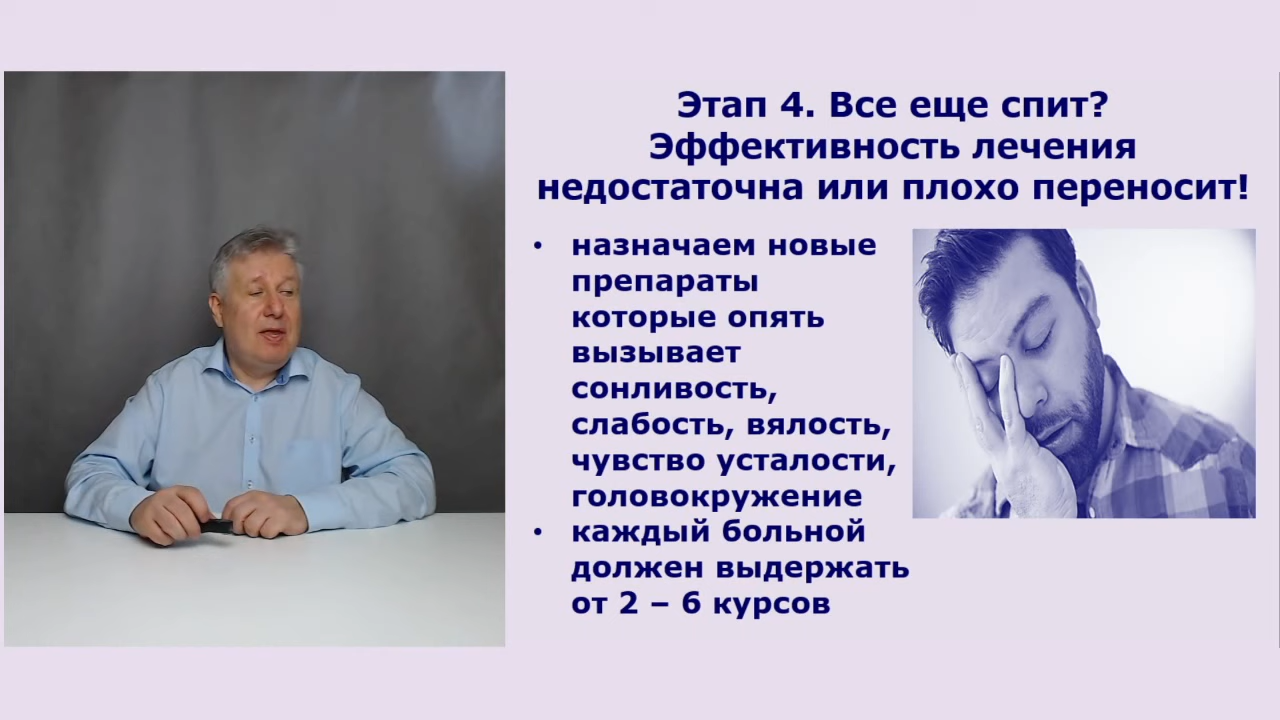 Этап 4. Все еще спит?
Эффективность лечения
недостаточна или плохо переносит!
• назначаем новые
препараты
которые опять
вызывает
сонливость,
слабость, вялость,
чувство усталости,
головокружение
• каждый больной
должен выдержать
от 2 – 6 курсов